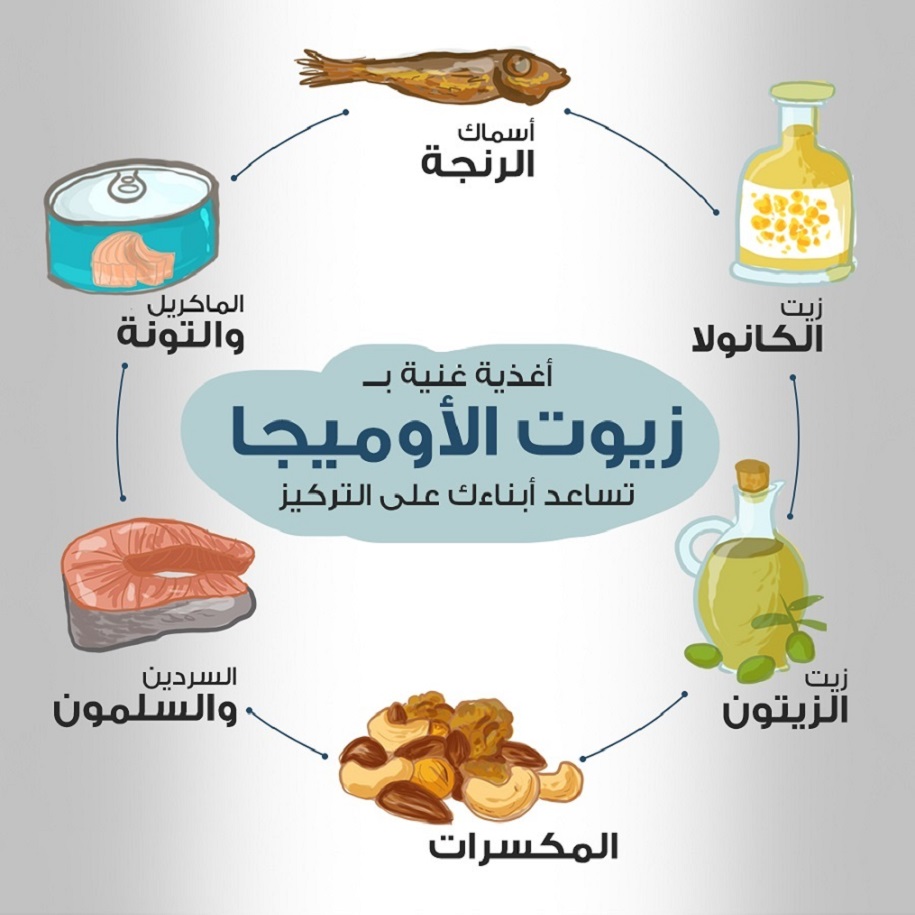 أسماك
الرنجة
زيت
الكانولا
الماكريل
والتونة
أغذية غنية بـ
زيوت الأوميجا
تساعد أبناءك على التركيز
زيت
الزيتون
السردين
والسلمون
المكسرات